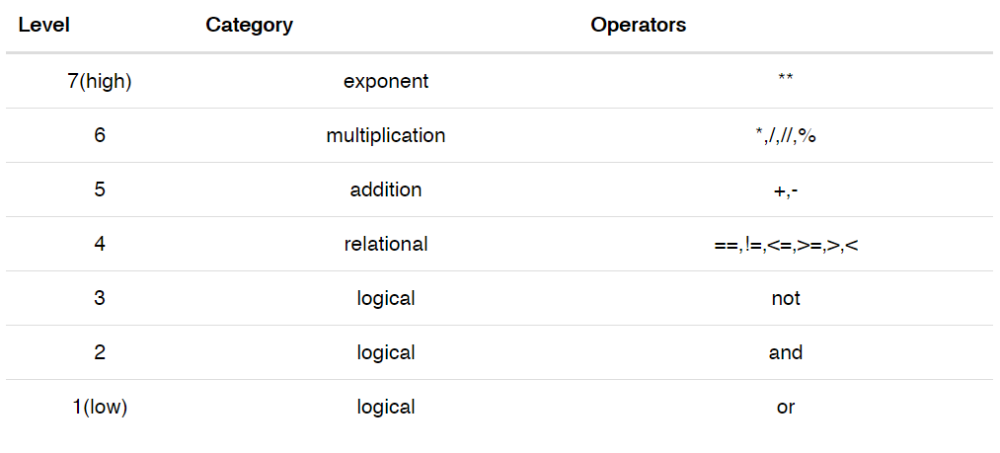 Level Category Operators
7(high) exponent **
6 multiplication *,/,//,%
5 addition +,-
4 relational ==,!=,<=,>=,>,<
3 logical not
2 logical and
1(low) logical or